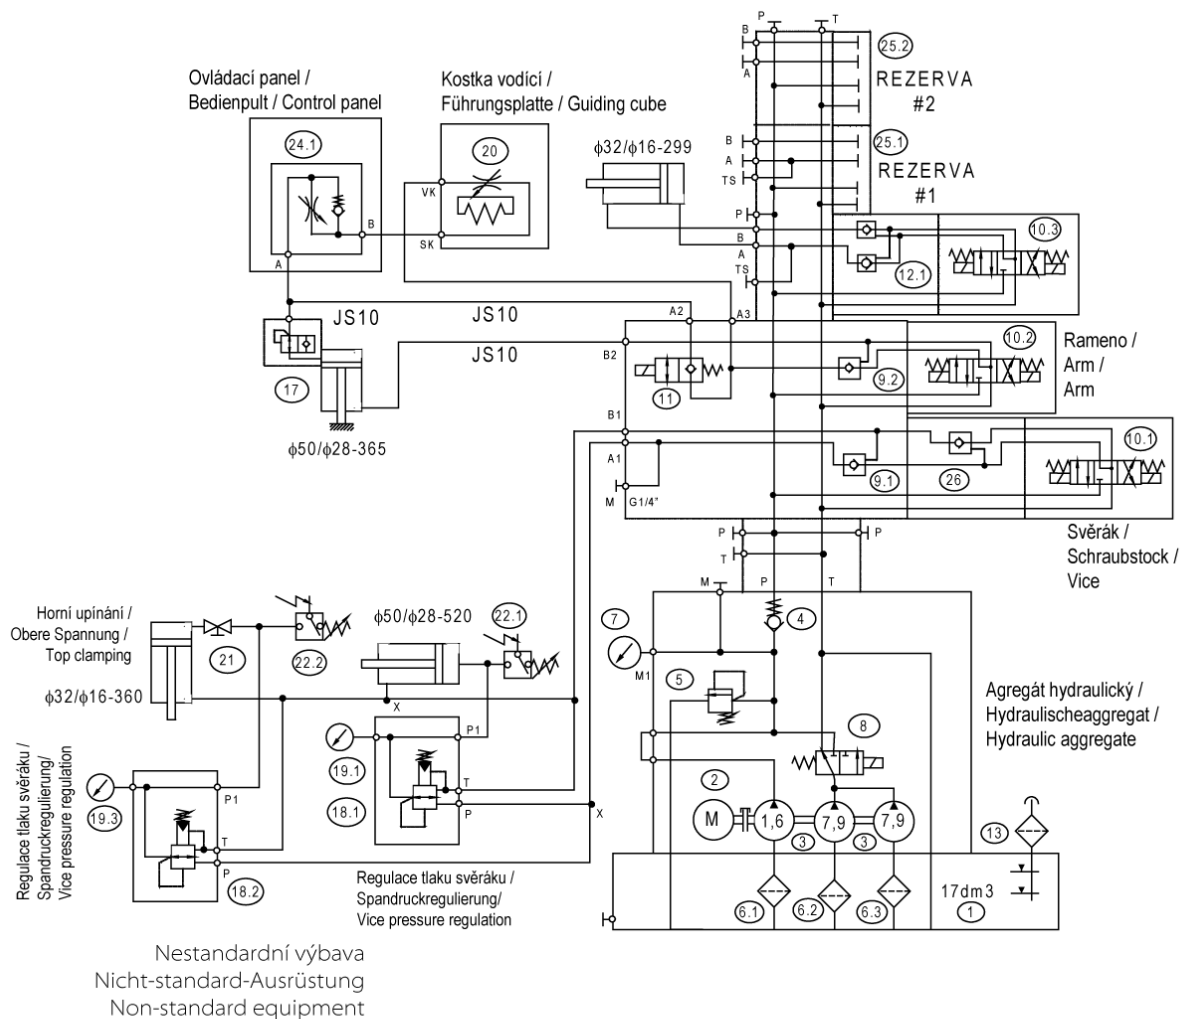 P
T
B
25.2
A
REZERVA
#2
Ovládací panel /
Bedienpult / Control panel
Kostka vodící /
Führungsplatte / Guiding cube
24.1
20
ϕ32/ϕ16-299
B
25.1
A
REZERVA
#1
TS
VK
B
SK
A
P
B
A
TS
10.3
12.1
JS10
JS10
A2
A3
JS10
B2
10.2
Rameno /
Arm /
Arm
17
11
9.2
ϕ50/ϕ28-365
B1
A1
M
G1/4"
9.1
26
10.1
Svěrák /
Schraubstock /
Vice
P
P
T
M
P
T
Horní upínání /
Obere Spannung /
Top clamping
21
22.2
ϕ50/ϕ28-520
22.1
ϕ32/ϕ16-360
X
7
4
M1
5
8
Agregát hydraulický /
Hydraulischeaggregat /
Hydraulic aggregate
Regulace tlaku svěráku /
Spandruckregulierung/
Vice pressure regulation
19.3
P1
T
P
18.2
19.1
18.1
P1
T
P
X
2
M
1,6
7,9
7,9
3
3
13
Regulace tlaku svěráku /
Spandruckregulierung/
Vice pressure regulation
6.1
6.2
6.3
17dm3
1
Nestandardní výbava
Nicht-standard-Ausrüstung
Non-standard equipment